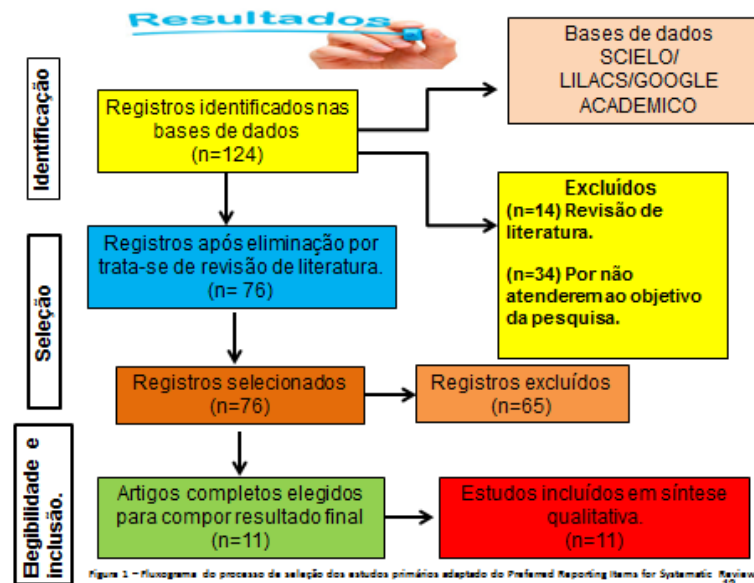 Resultados
Identificação
Registros identificados nas
bases de dados
(n=124)
Bases de dados
SCIELO/
LILACS/GOOGLE
ACADEMICO
Excluídos
(n=14) Revisão de
literatura.
(n=34) Por não
atenderem ao objetivo
da pesquisa.
Seleção
Registros após eliminação por
trata-se de revisão de literatura.
(n= 76)
Registros selecionados
(n=76)
Registros excluídos
(n=65)
Elegibilidade e
inclusão.
Artigos completos elegidos
para compor resultado final
(n=11)
Estudos incluídos em síntese
qualitativa.
(n=11)
Figura 1 – Fluxograma do processo de seleção dos estudos primários adaptado do Preferred Reporting Items for Systematic Review